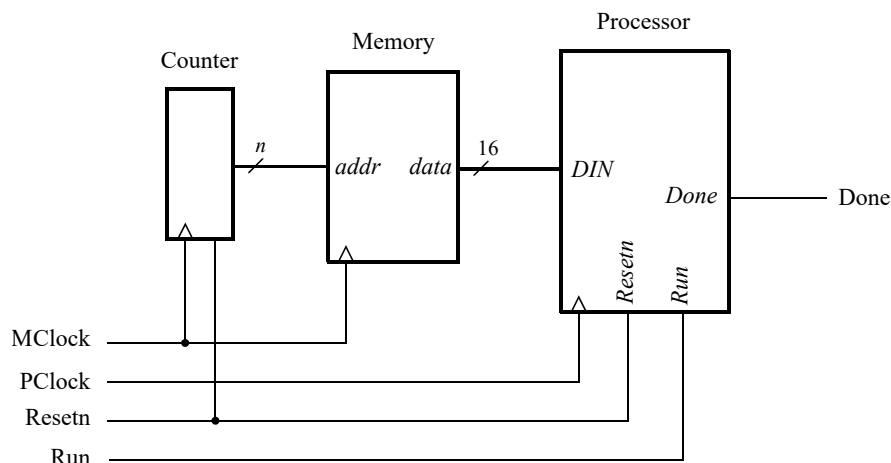 Processor
Memory
Counter
n
16
addr
data
DIN
Done
Done
Resetn
Run
MClock
PClock
Resetn
Run